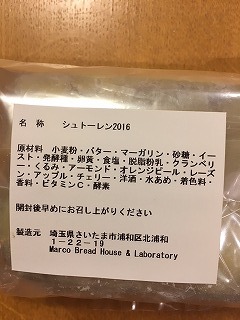 名 称 シュトーレン2016
原材料 小麦粉・バター・マーガリン・砂糖・イー
スト・発酵種・卵黄・食塩・脱脂粉乳・クランベリ
ー・くるみ・アーモンド・オレンジピール・レーズ
ン・アップル・チェリー・洋酒・水あめ・着色料・
香料・ビタミンC・酵素
開封後早めにお召し上がりください
製造元 埼玉県さいたま市浦和区北浦和
1－22－19
Marco Bread House & Laboratory